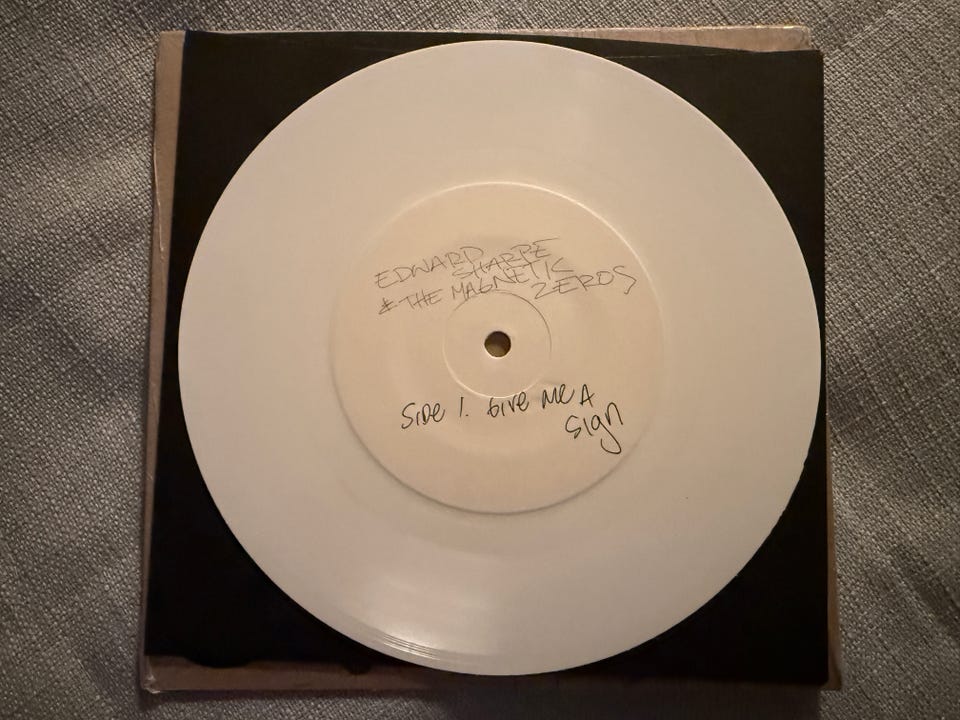 EDWARD
SHARPE
& THE MAGNETIC
ZEROS
SIDE 1. GIVE ME A
SIGN